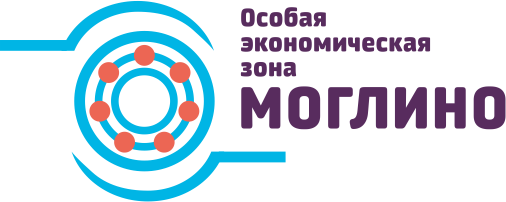 Особая
экономическая
зона
МОГЛИНО